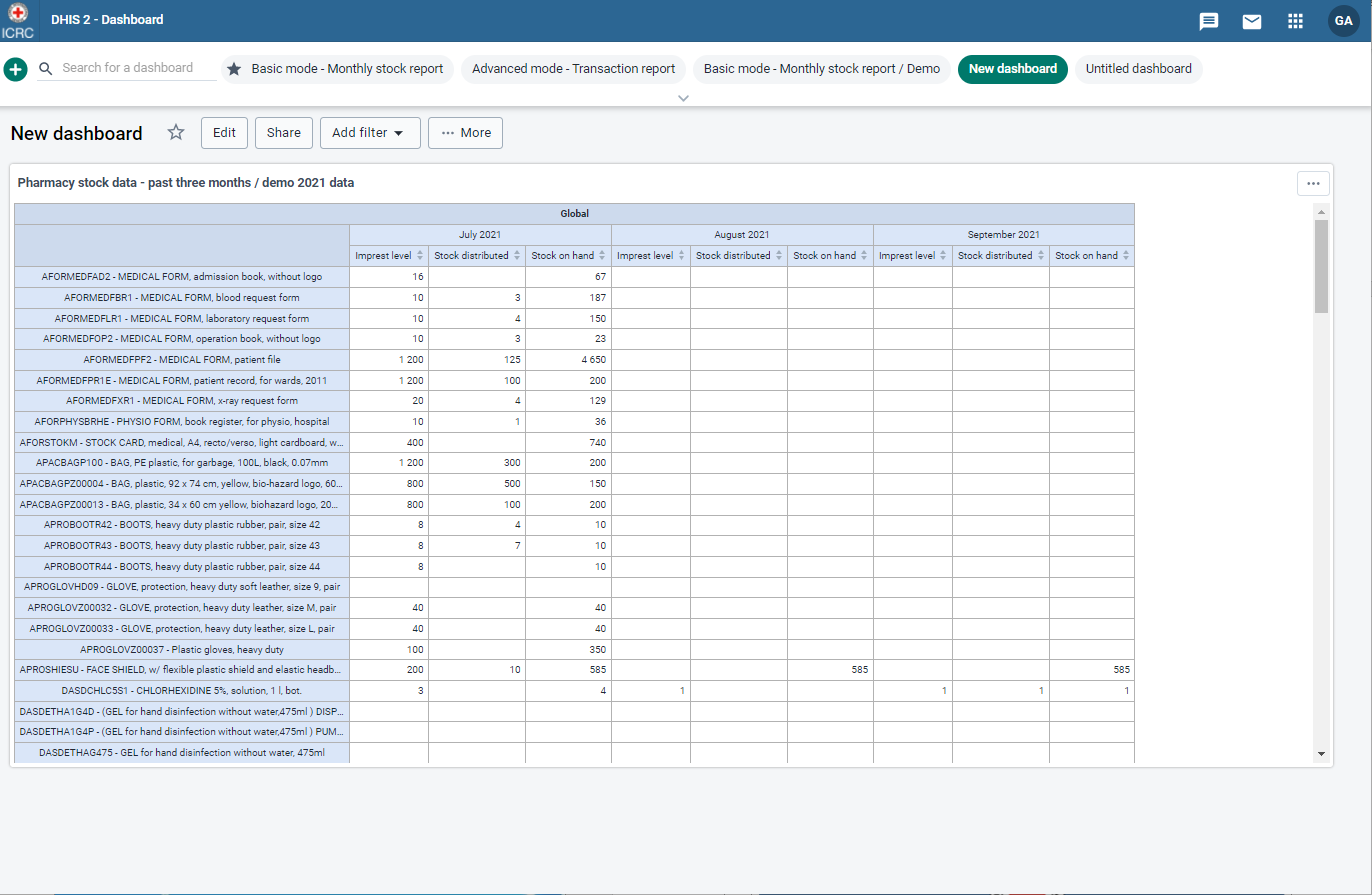 ICRC
DHIS 2 - Dashboard
GA
Search for a dashboard
Basic mode - Monthly stock report
Advanced mode - Transaction report
Basic mode - Monthly stock report / Demo
New dashboard
Untitled dashboard
New dashboard
Edit
Share
Add filter
More
Pharmacy stock data - past three months / demo 2021 data
Global
July 2021 August 2021 September 2021
Imprest level Stock distributed Stock on hand Imprest level Stock distributed Stock on hand Imprest level Stock distributed Stock on hand
AFORMEDFAD2 - MEDICAL FORM, admission book, without logo 16 67
AFORMEDFBR1 - MEDICAL FORM, blood request form 10 3 187
AFORMEDFLR1 - MEDICAL FORM, laboratory request form 10 4 150
AFORMEDFOP2 - MEDICAL FORM, operation book, without logo 10 3 23
AFORMEDFPF2 - MEDICAL FORM, patient file 1 200 125 4 650
AFORMEDFPR1E - MEDICAL FORM, patient record, for wards, 2011 1 200 100 200
AFORMEDFXR1 - MEDICAL FORM, x-ray request form 20 4 129
AFORPHYSBRHE - PHYSIO FORM, book register, for physio, hospital 10 1 36
AFORSTOKM - STOCK CARD, medical, A4, recto/verso, light cardboard, w... 400 740
APACBAGP100 - BAG, PE plastic, for garbage, 100L, black, 0.07mm 1 200 300 200
APACBAGPZ00004 - BAG, plastic, 92 x 74 cm, yellow, bio-hazard logo, 60... 800 500 150
APACBAGPZ00013 - BAG, plastic, 34 x 60 cm yellow, biohazard logo, 20... 800 100 200
APROBOOTR42 - BOOTS, heavy duty plastic rubber, pair, size 42 8 4 10
APROBOOTR43 - BOOTS, heavy duty plastic rubber, pair, size 43 8 7 10
APROBOOTR44 - BOOTS, heavy duty plastic rubber, pair, size 44 8 10
APROGLOVHD09 - GLOVE, protection, heavy duty soft leather, size 9, pair
APROGLOVZ00032 - GLOVE, protection, heavy duty leather, size M, pair 40 40
APROGLOVZ00033 - GLOVE, protection, heavy duty leather, size L, pair 40 40
APROGLOVZ00037 - Plastic gloves, heavy duty 100 350
APROSHIESU - FACE SHIELD, w/ flexible plastic shield and elastic headb... 200 10 585 585 585
DASDCHLC5S1 - CHLORHEXIDINE 5%, solution, 1 l, bot. 3 4 1 1 1 1
DASDETHA1G4D - (GEL for hand disinfection without water,475ml ) DISP...
DASDETHA1G4P - (GEL for hand disinfection without water,475ml ) PUM...
DASDETHAG475 - GEL for hand disinfection without water, 475ml